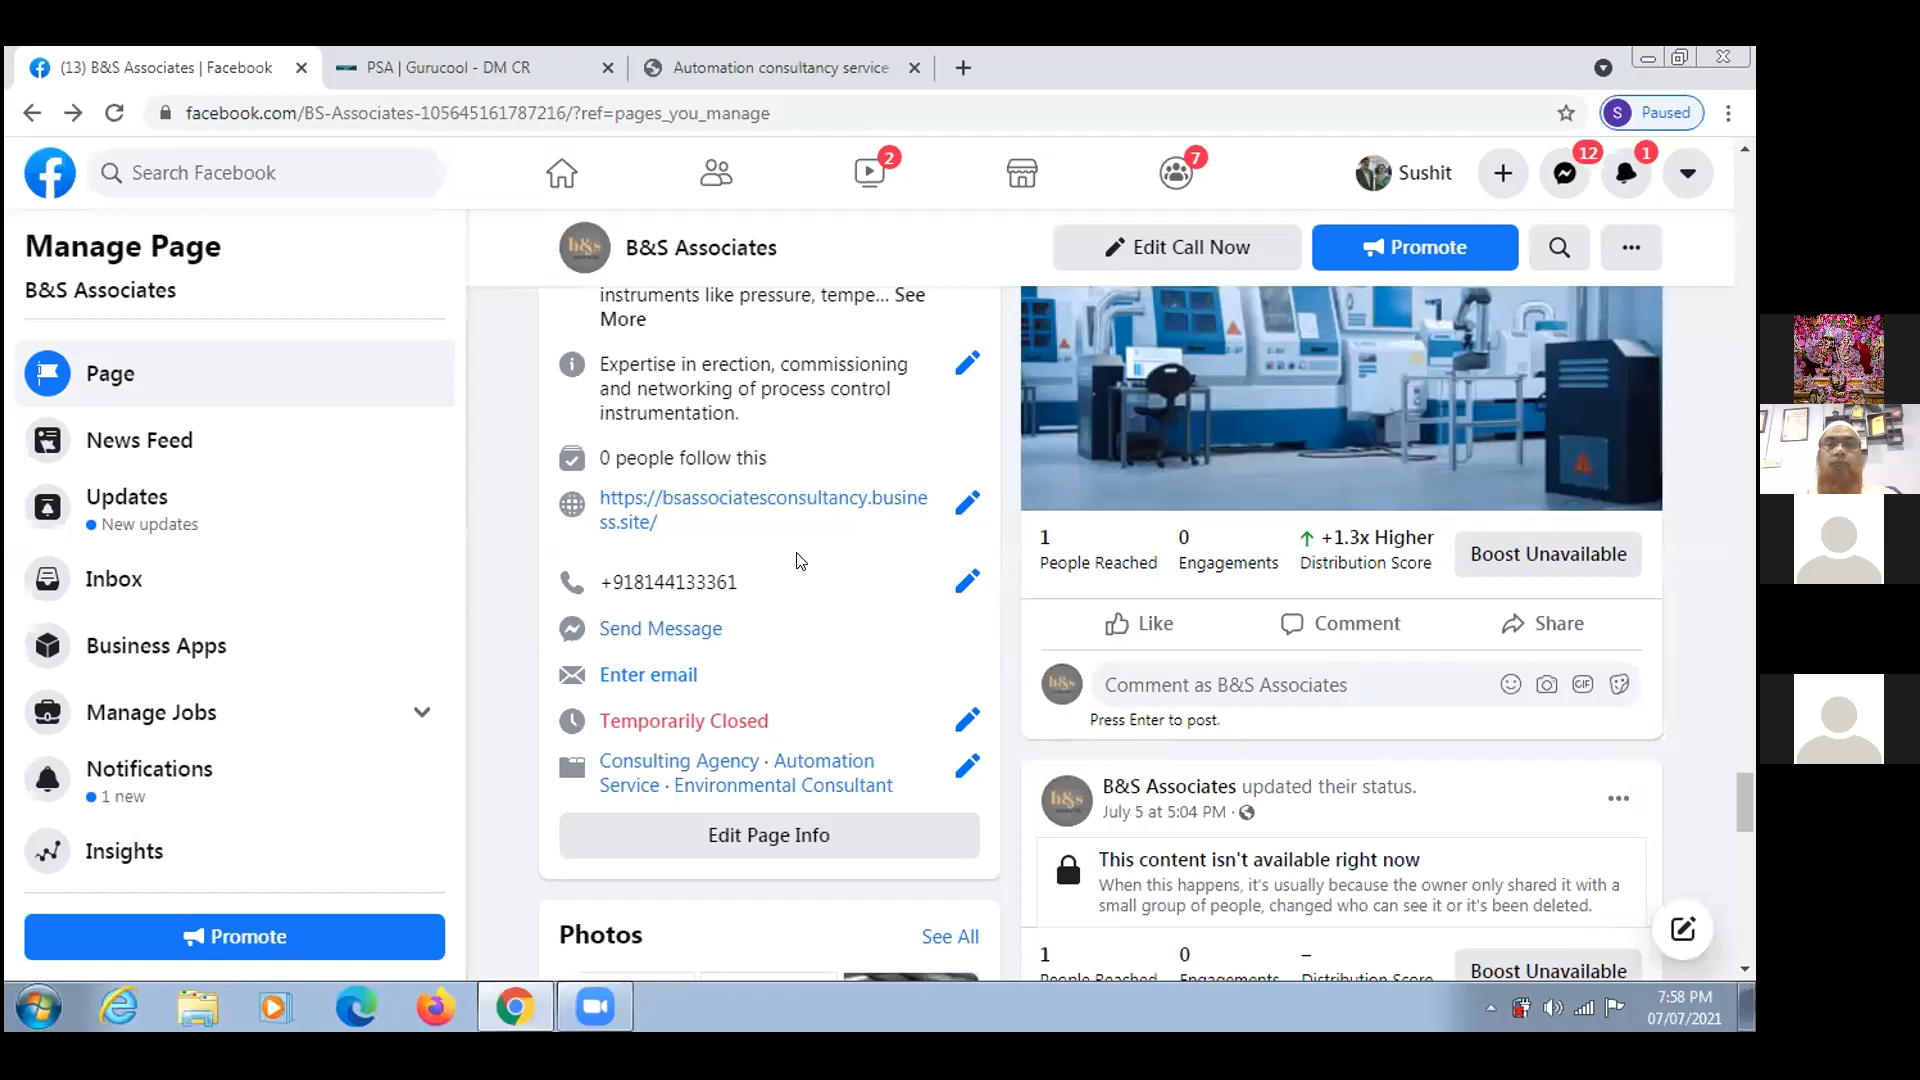 (13) B&S Associates | Facebook
PSA | Gurucool - DM CR
Automation consultancy service
facebook.com/BS-Associates-105645161787216/?ref=pages_you_manage
S
Paused
Search Facebook
2
7
Sushit
12
1
Manage Page
B&S Associates
Page
News Feed
Updates
New updates
Inbox
Business Apps
Manage Jobs
Notifications
1 new
Insights
Promote
b&s
B&S Associates
Edit Call Now
Promote
instruments like pressure, tempe... See
More
Expertise in erection, commissioning
and networking of process control
instrumentation.
0 people follow this
https://bsassociatesconsultancy.busine
ss.site/
+918144133361
Send Message
Enter email
Temporarily Closed
Consulting Agency · Automation
Service · Environmental Consultant
Edit Page Info
Photos
See All
1
People Reached
0
Engagements
+1.3x Higher
Distribution Score
Boost Unavailable
Like
Comment
Share
b&s
Comment as B&S Associates
GIF
Press Enter to post.
b&s
B&S Associates updated their status.
July 5 at 5:04 PM ·
This content isn't available right now
When this happens, it's usually because the owner only shared it with a
small group of people, changed who can see it or it's been deleted.
1
People Reached
0
Engagements
–
Distribution Score
Boost Unavailable
7:58 PM
07/07/2021